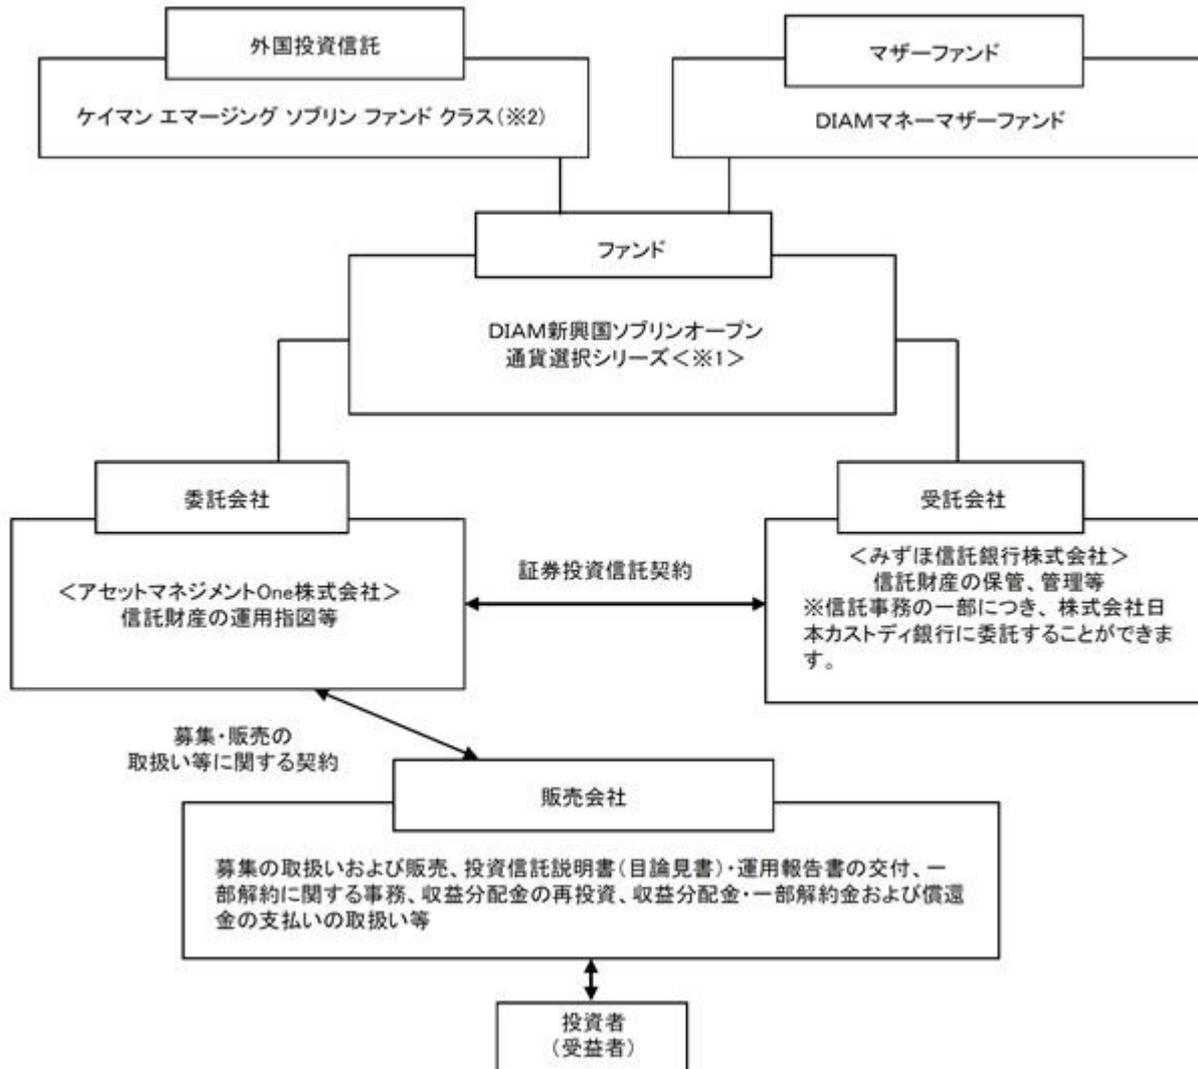 外国投資信託
ケイマン エマージング ソブリン ファンド クラス(※2)
マザーファンド
DIAMマネーマザーファンド
ファンド
DIAM新興国ソブリンオープン
通貨選択シリーズ<※1>
委託会社
<アセットマネジメントOne株式会社>
信託財産の運用指図等
証券投資信託契約
受託会社
<みずほ信託銀行株式会社>
信託財産の保管、管理等
※信託事務の一部につき、株式会社日
本カストディ銀行に委託することができま
す。
募集・販売の
取扱い等に関する契約
販売会社
募集の取扱いおよび販売、投資信託説明書(目論見書)・運用報告書の交付、一
部解約に関する事務、収益分配金の再投資、収益分配金・一部解約金および償還
金の支払いの取扱い等
投資者
(受益者)